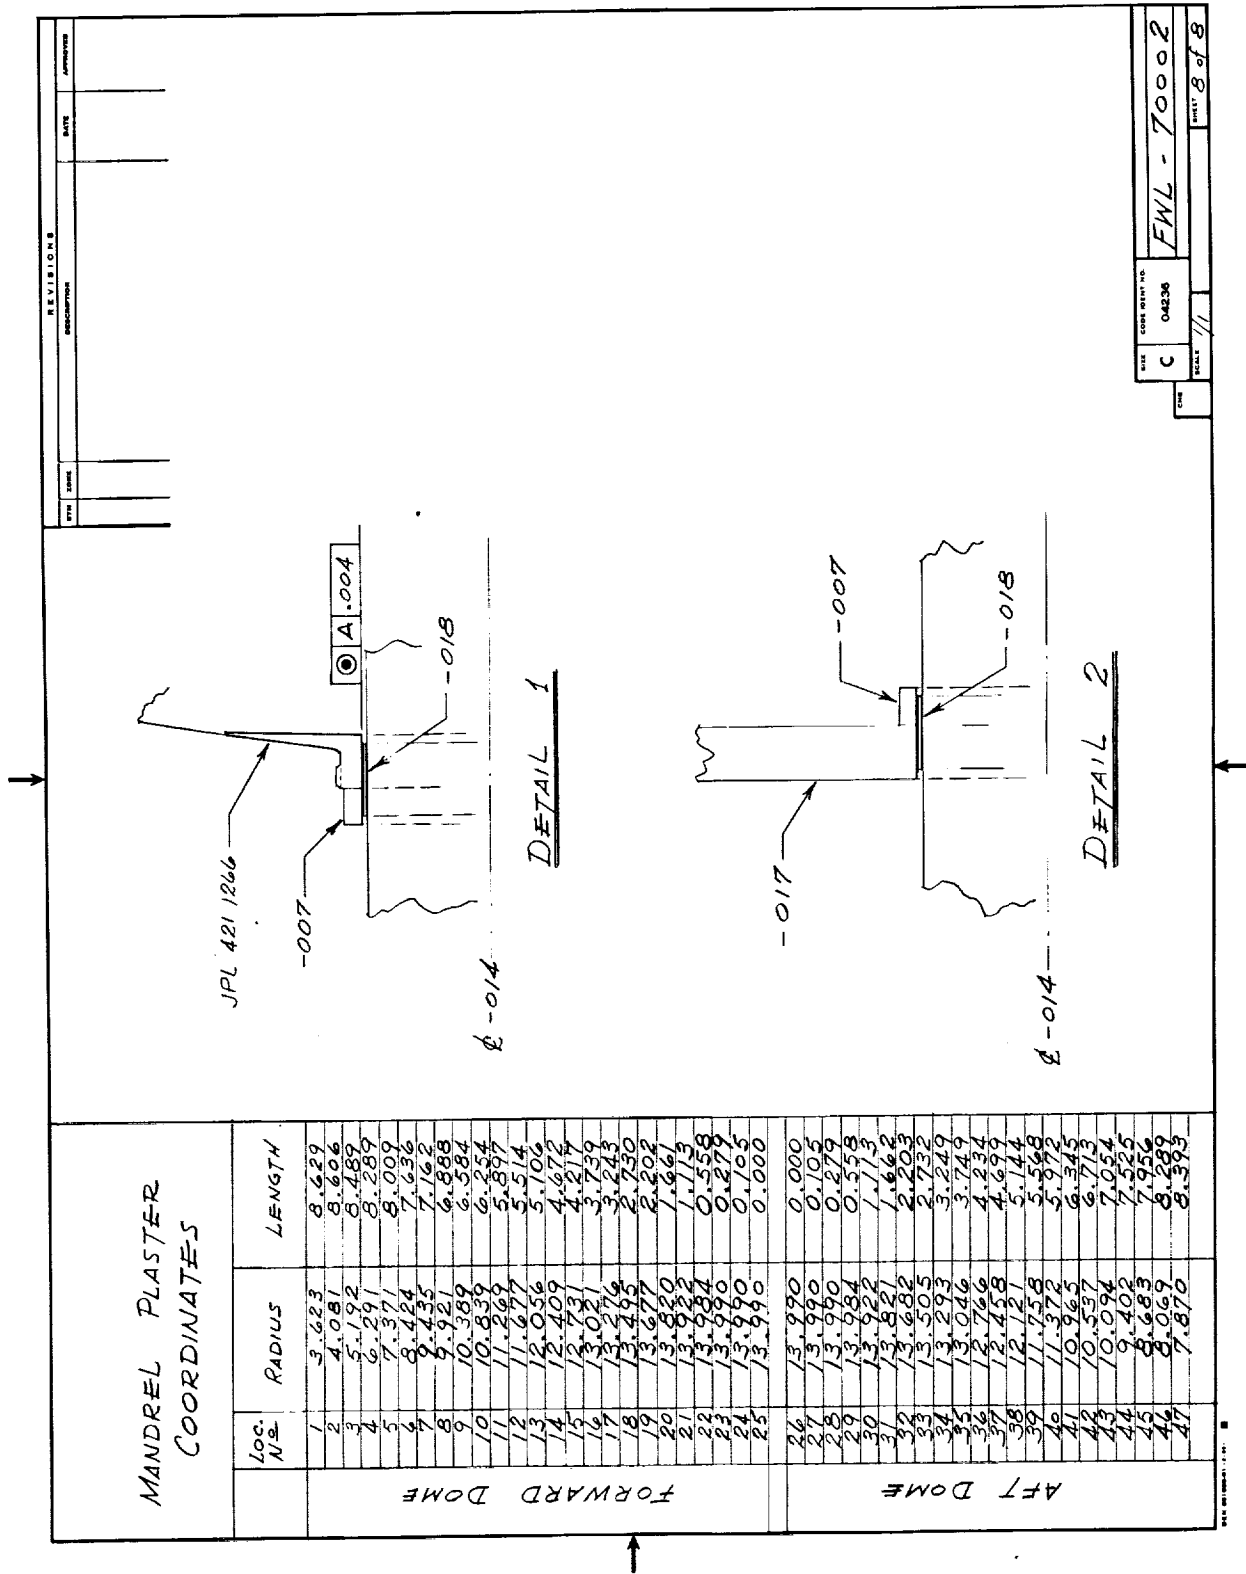 REVISIONS
SYM ZONE DESCRIPTION DATE APPROVED
MANDREL PLASTER
COORDINATES
LOC. No. RADIUS LENGTH
FORWARD DOME
1 3.623 8.629
2 4.081 8.606
3 5.192 8.489
4 6.291 8.289
5 7.371 8.009
6 8.424 7.636
7 9.435 7.162
8 9.921 6.888
9 10.389 6.584
10 10.839 6.254
11 11.269 5.897
12 11.677 5.514
13 12.056 5.106
14 12.409 4.672
15 12.731 4.217
16 13.021 3.739
17 13.276 3.243
18 13.495 2.730
19 13.677 2.202
20 13.820 1.661
21 13.922 1.113
22 13.984 0.558
23 13.990 0.279
24 13.990 0.105
25 13.990 0.000
AFT DOME
26 13.990 0.000
27 13.990 0.105
28 13.990 0.279
29 13.984 0.558
30 13.922 1.113
31 13.821 1.662
32 13.682 2.203
33 13.505 2.732
34 13.293 3.249
35 13.046 3.749
36 12.766 4.234
37 12.458 4.699
38 12.121 5.144
39 11.758 5.568
40 11.372 5.972
41 10.965 6.345
42 10.537 6.713
43 10.094 7.054
44 9.402 7.525
45 8.683 7.956
46 8.069 8.289
47 7.870 8.393
JPL 421 1266
-007
A .004
-018
℄ -014
DETAIL 1
-017
-007
-018
℄ -014
DETAIL 2
SIZE C
CODE IDENT NO. 04236
FWL - 70002
CHK
SCALE 1/1
SHEET 8 of 8